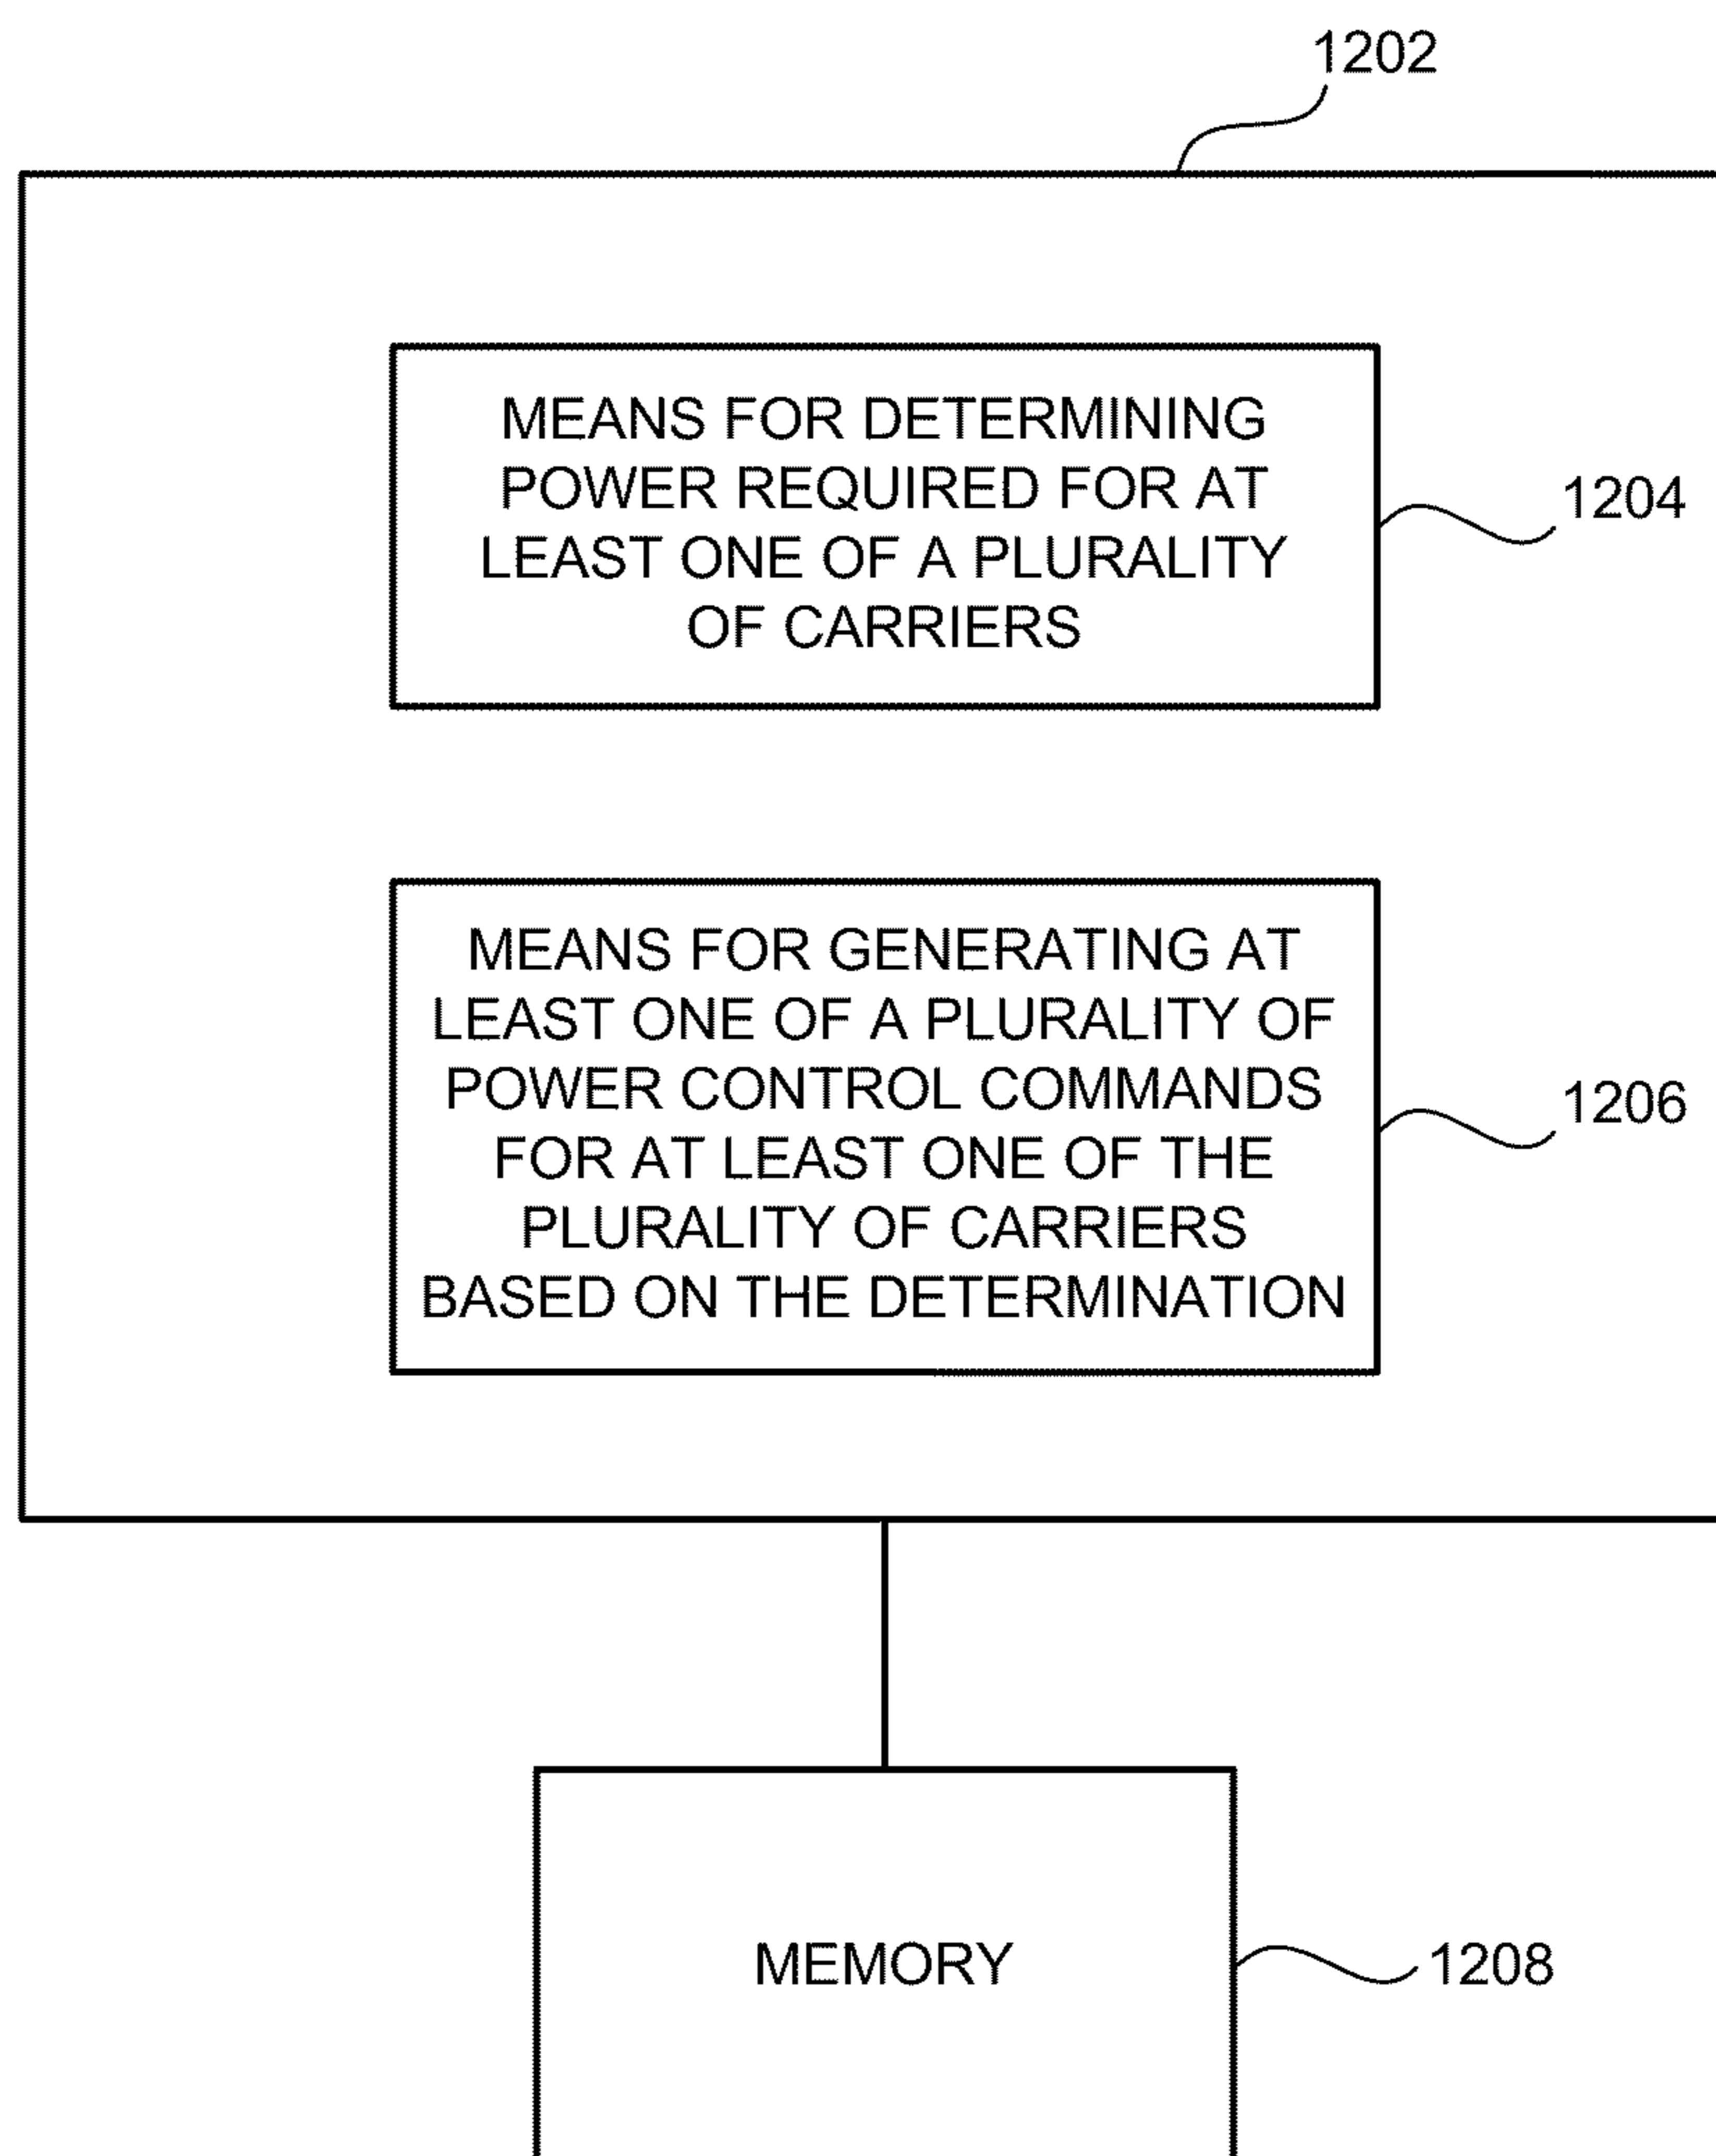 1202
MEANS FOR DETERMINING
POWER REQUIRED FOR AT
LEAST ONE OF A PLURALITY
OF CARRIERS
1204
MEANS FOR GENERATING AT
LEAST ONE OF A PLURALITY OF
POWER CONTROL COMMANDS
FOR AT LEAST ONE OF THE
PLURALITY OF CARRIERS
BASED ON THE DETERMINATION
1206
MEMORY
1208